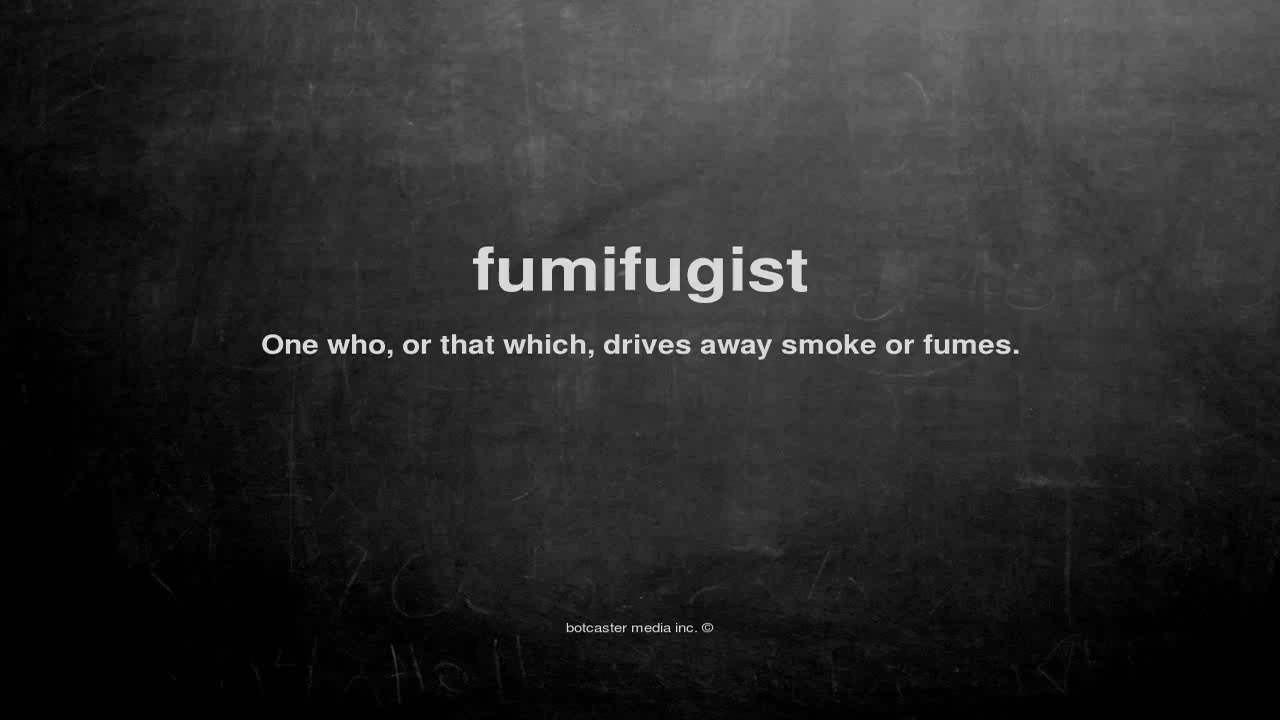 fumifugist
One who, or that which, drives away smoke or fumes.
botcaster media inc. ©